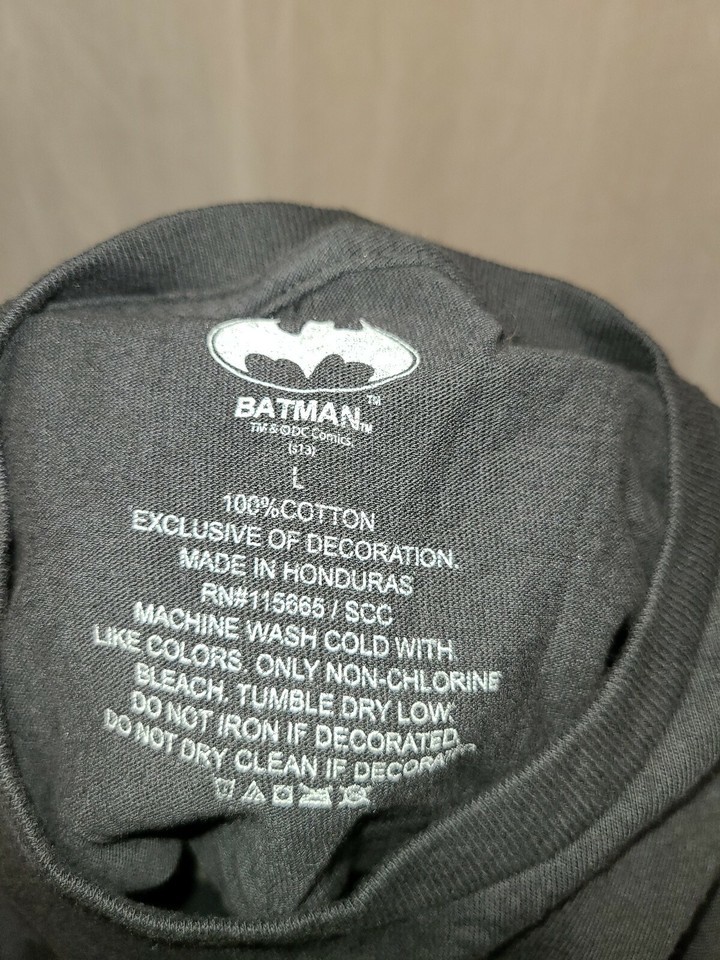 BATMAN™ ™
TM & © DC Comics.
(s13)
L
100%COTTON
EXCLUSIVE OF DECORATION.
MADE IN HONDURAS
RN#115665 / SCC
MACHINE WASH COLD WITH
LIKE COLORS. ONLY NON-CHLORINE
BLEACH. TUMBLE DRY LOW.
DO NOT IRON IF DECORATED.
DO NOT DRY CLEAN IF DECORATED